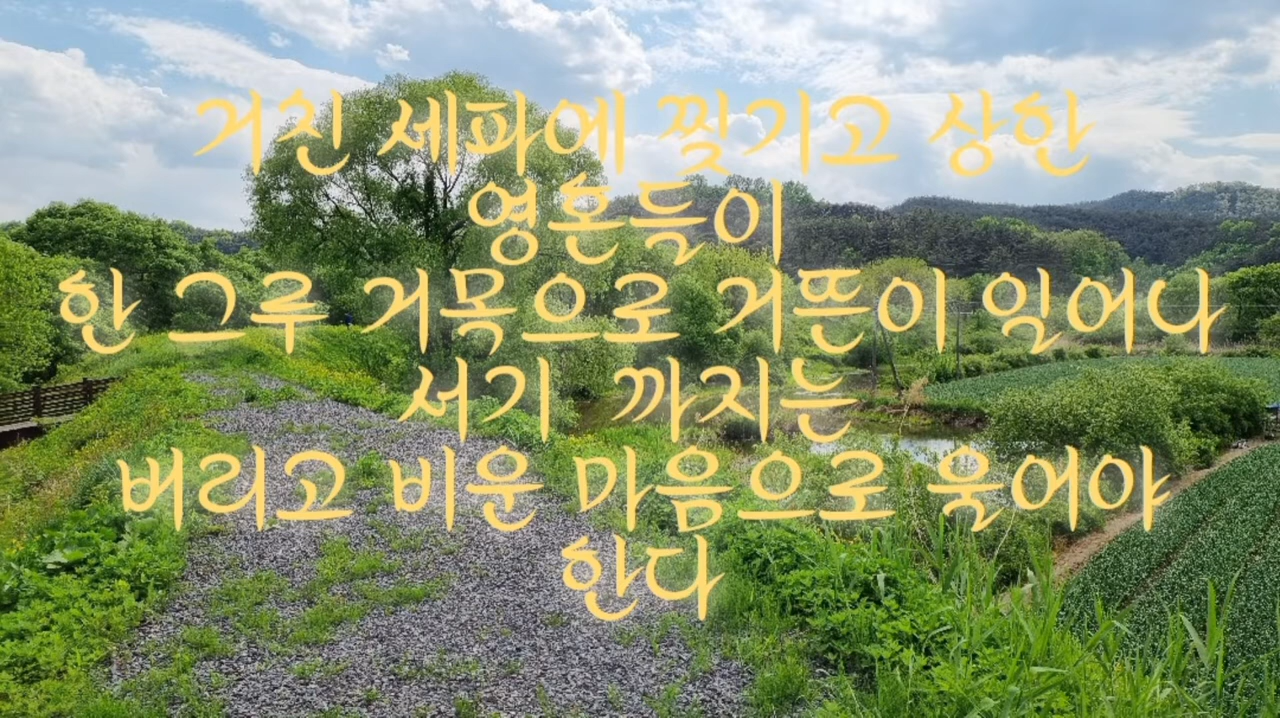 거신 세파에 찢기고 상한
영혼들이
한 그루 거목으로 거뜬이 일어나
서기 까지는
버리고 비운 마음으로 웃어야
한다